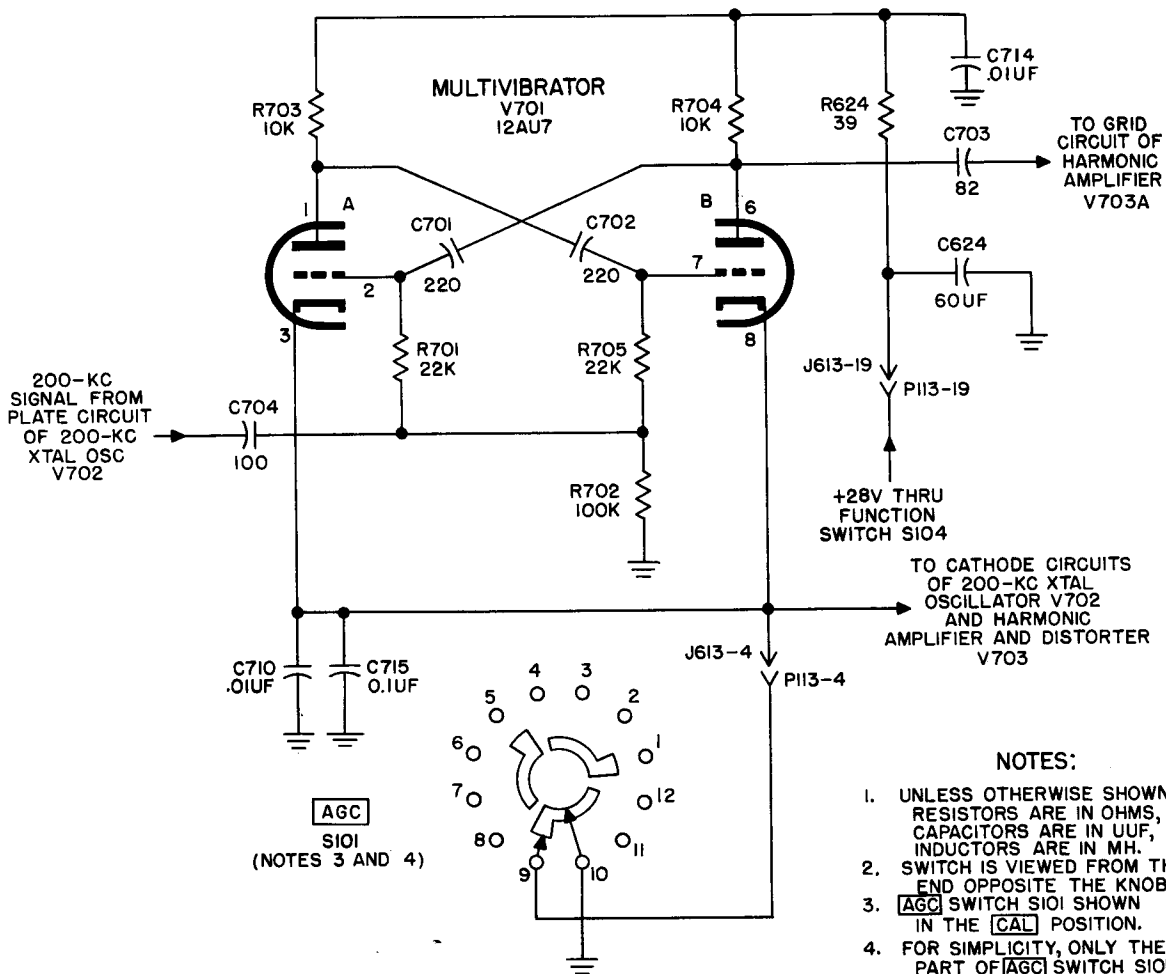 MULTIVIBRATOR
V701
12AU7
R703
10K
R704
10K
R624
39
C714
.01UF
C703
82
TO GRID
CIRCUIT OF
HARMONIC
AMPLIFIER
V703A
1
A
2
3
C701
220
C702
220
B
6
7
8
C624
60UF
R701
22K
R705
22K
J613-19
P113-19
200-KC
SIGNAL FROM
PLATE CIRCUIT
OF 200-KC
XTAL OSC
V702
C704
100
R702
100K
+28V THRU
FUNCTION
SWITCH S104
TO CATHODE CIRCUITS
OF 200-KC XTAL
OSCILLATOR V702
AND HARMONIC
AMPLIFIER AND DISTORTER
V703
C710
.01UF
C715
0.1UF
J613-4
P113-4
4
3
5
2
6
1
7
12
8
11
9
10
AGC
S101
(NOTES 3 AND 4)
NOTES:
1. UNLESS OTHERWISE SHOWN
RESISTORS ARE IN OHMS,
CAPACITORS ARE IN UUF,
INDUCTORS ARE IN MH.
2. SWITCH IS VIEWED FROM TH
END OPPOSITE THE KNOB
3. AGC SWITCH S101 SHOWN
IN THE CAL POSITION.
4. FOR SIMPLICITY, ONLY THE
PART OF AGC SWITCH S10